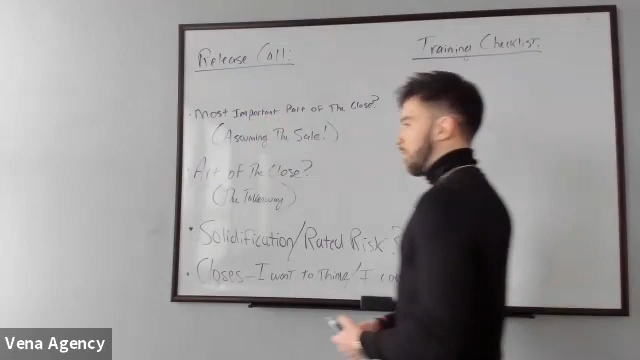 Release Call:
Training Checklist:
• Most Important Part of The Close?
(Assuming The Sale!)
• Art of The Close?
(The Takeaway)
• Solidification/Rated Risk?
• Closes - I want to Think/I
Vena Agency